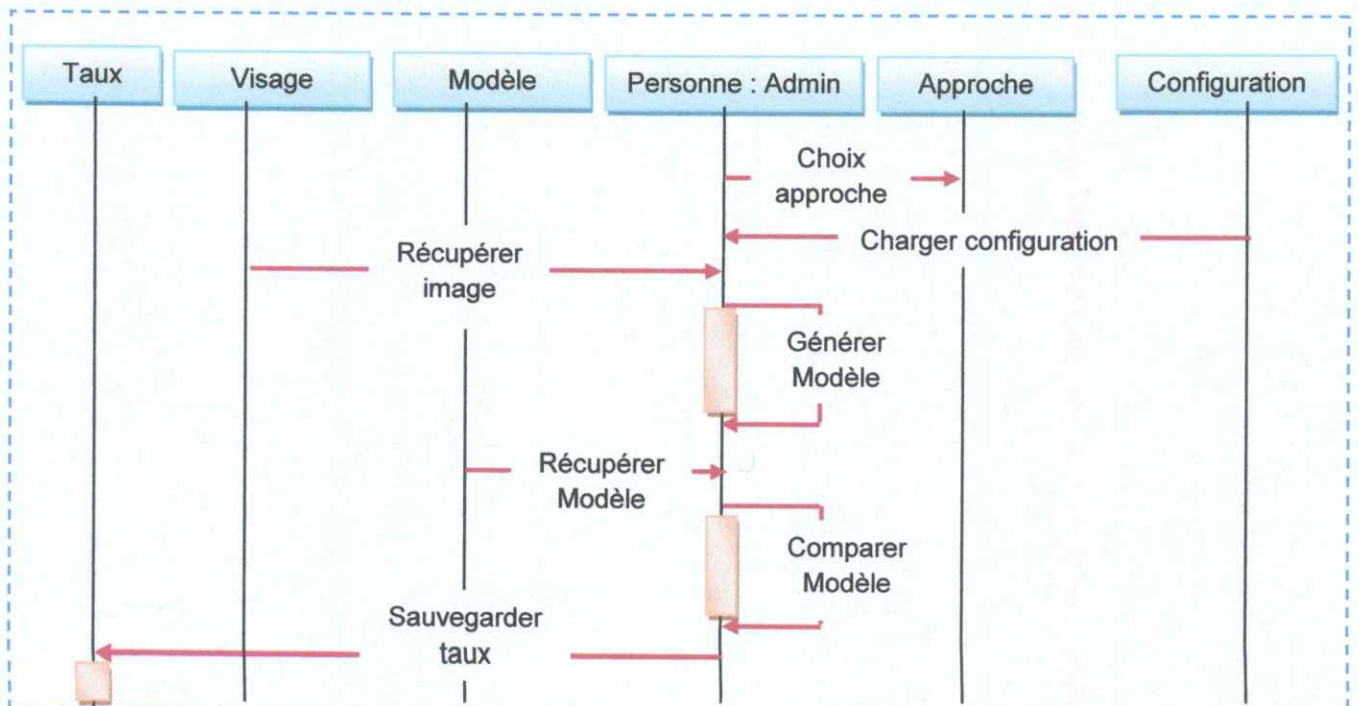 Taux
Visage
Modèle
Personne : Admin
Approche
Configuration
Choix
approche
Charger configuration
Récupérer
image
Générer
Modèle
Récupérer
Modèle
Comparer
Modèle
Sauvegarder
taux